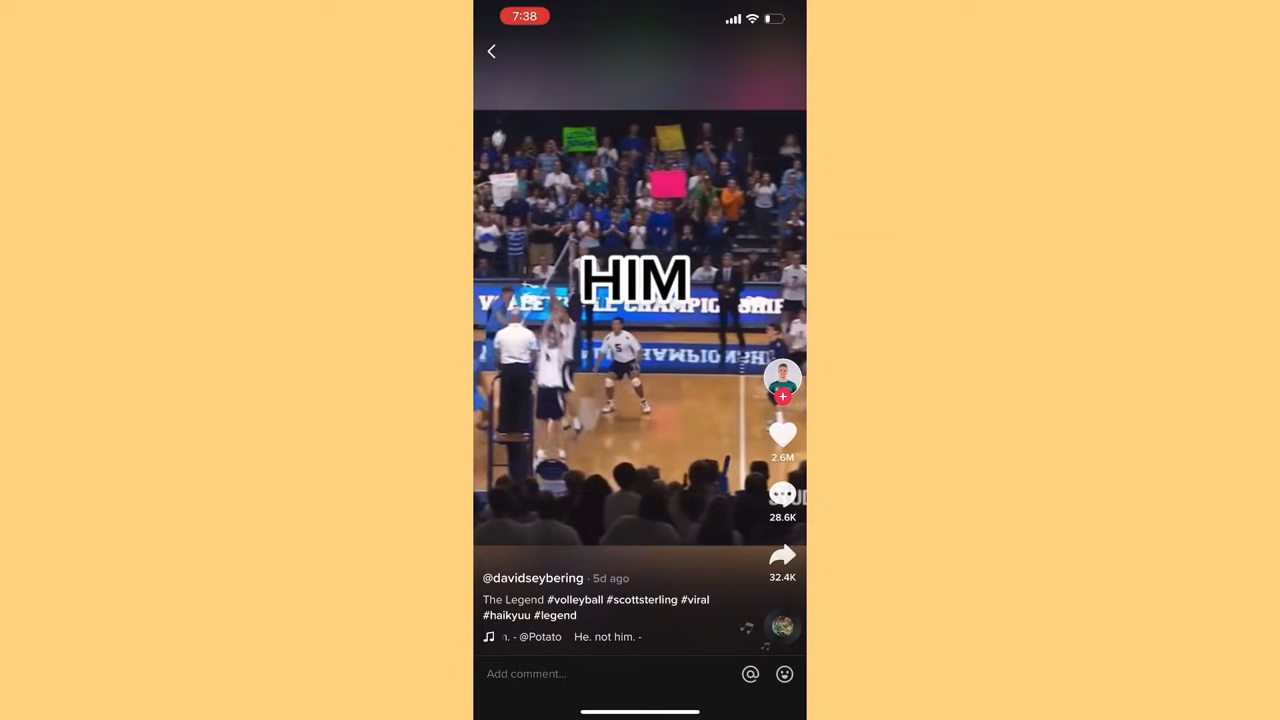 7:38
HIM
5
2.6M
28.6K
32.4K
@davidseybering · 5d ago
The Legend #volleyball #scottsterling #viral
#haikyuu #legend
- @Potato He. not him. -
Add comment...